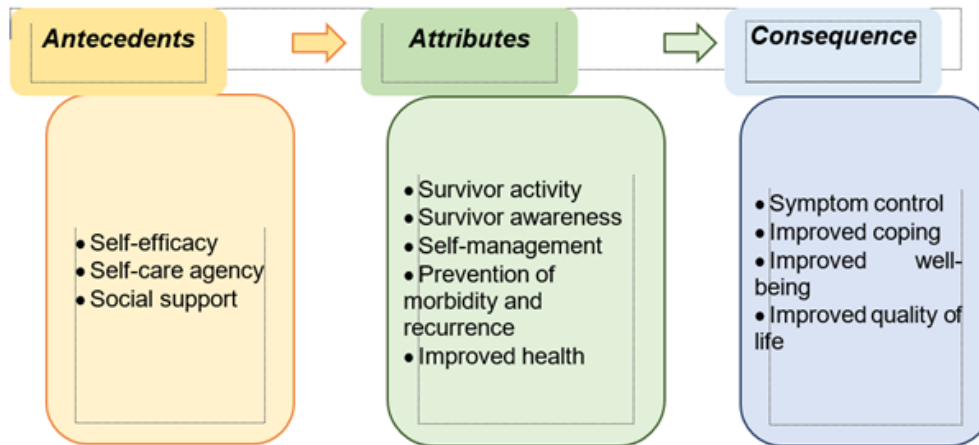 Antecedents
Attributes
Consequence
• Self-efficacy
• Self-care agency
• Social support
• Survivor activity
• Survivor awareness
• Self-management
• Prevention of
morbidity and
recurrence
• Improved health
• Symptom control
• Improved coping
• Improved well-
being
• Improved quality of
life